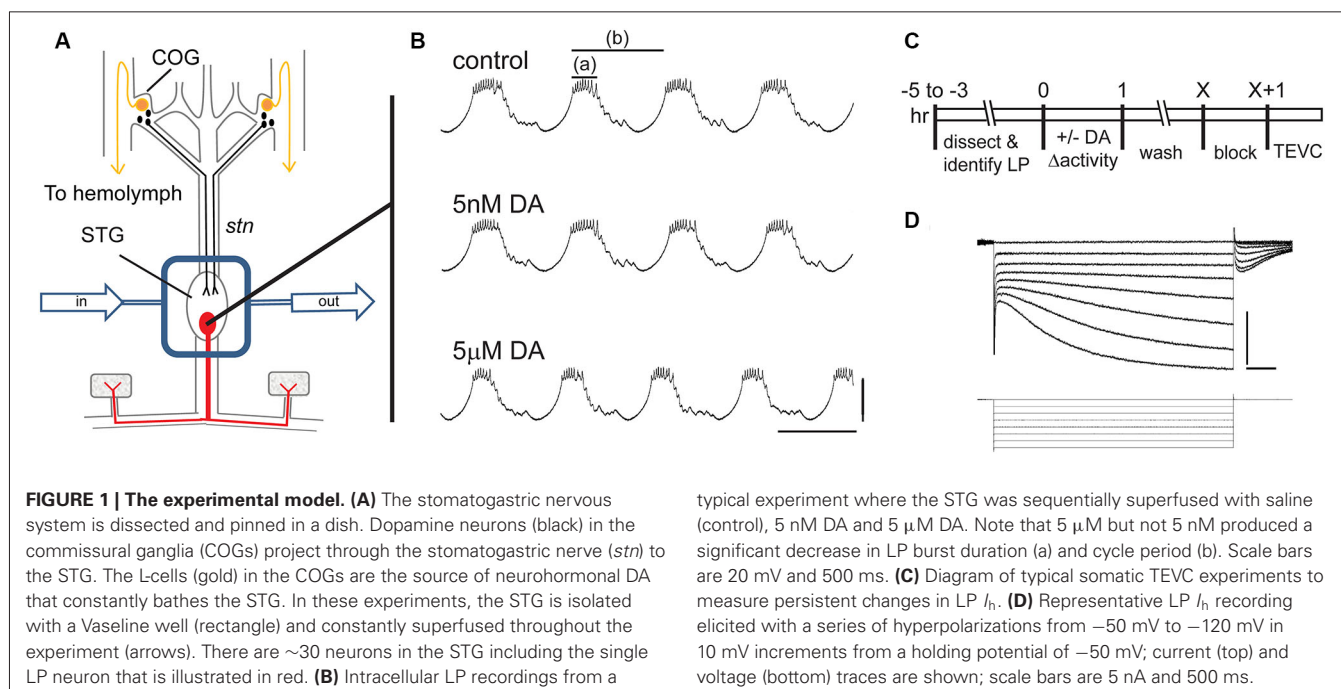 A
COG
To hemolymph
stn
STG
in
out
B
(b)
(a)
control
5nM DA
5µM DA
C
-5 to -3
0
1
X
X+1
hr
dissect &
identify LP
+/- DA
Δactivity
wash
block
TEVC
D
FIGURE 1 | The experimental model. (A) The stomatogastric nervous
system is dissected and pinned in a dish. Dopamine neurons (black) in the
commissural ganglia (COGs) project through the stomatogastric nerve (stn) to
the STG. The L-cells (gold) in the COGs are the source of neurohormonal DA
that constantly bathes the STG. In these experiments, the STG is isolated
with a Vaseline well (rectangle) and constantly superfused throughout the
experiment (arrows). There are ~30 neurons in the STG including the single
LP neuron that is illustrated in red. (B) Intracellular LP recordings from a
typical experiment where the STG was sequentially superfused with saline
(control), 5 nM DA and 5 µM DA. Note that 5 µM but not 5 nM produced a
significant decrease in LP burst duration (a) and cycle period (b). Scale bars
are 20 mV and 500 ms. (C) Diagram of typical somatic TEVC experiments to
measure persistent changes in LP Ih. (D) Representative LP Ih recording
elicited with a series of hyperpolarizations from −50 mV to −120 mV in
10 mV increments from a holding potential of −50 mV; current (top) and
voltage (bottom) traces are shown; scale bars are 5 nA and 500 ms.